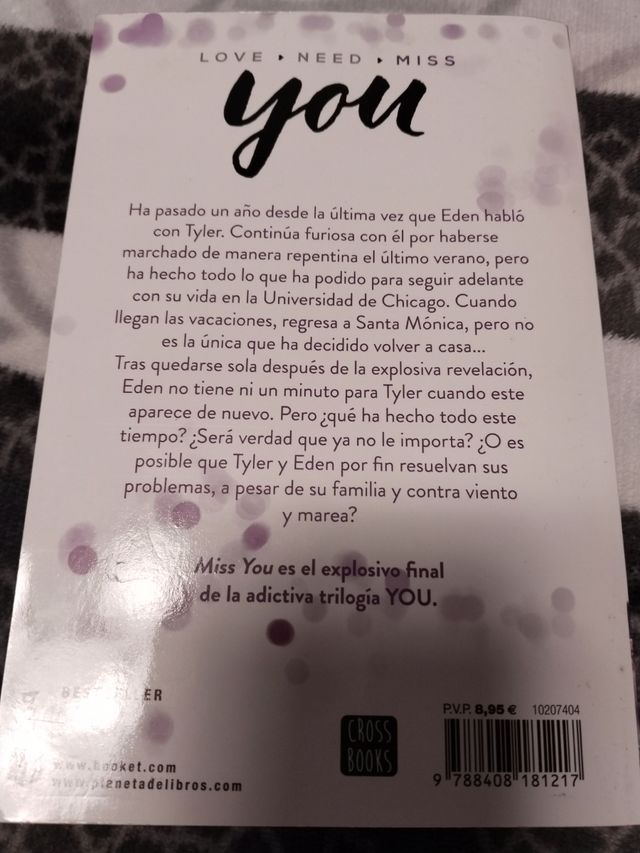 LOVE ▸ NEED ▸ MISS
you
Ha pasado un año desde la última vez que Eden habló
con Tyler. Continúa furiosa con él por haberse
marchado de manera repentina el último verano, pero
ha hecho todo lo que ha podido para seguir adelante
con su vida en la Universidad de Chicago. Cuando
llegan las vacaciones, regresa a Santa Mónica, pero no
es la única que ha decidido volver a casa...
Tras quedarse sola después de la explosiva revelación,
Eden no tiene ni un minuto para Tyler cuando este
aparece de nuevo. Pero ¿qué ha hecho todo este
tiempo? ¿Será verdad que ya no le importa? ¿O es
posible que Tyler y Eden por fin resuelvan sus
problemas, a pesar de su familia y contra viento
y marea?
Miss You es el explosivo final
de la adictiva trilogía YOU.
BESTSELLER
www.booket.com
www.planetadelibros.com
CROSS
BOOKS
P.V.P. 8,95 € 10207404
9 788408 181217